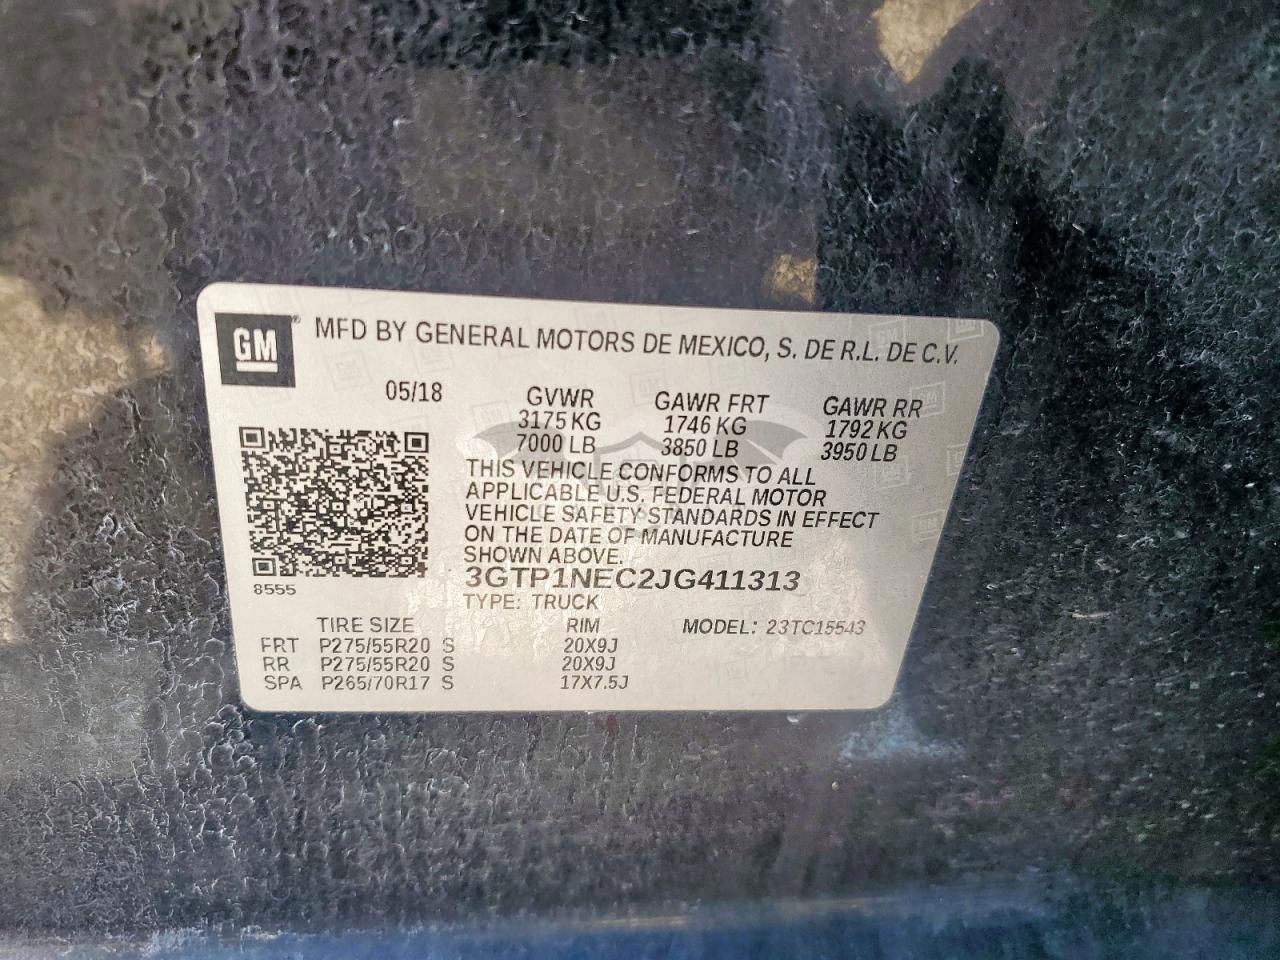 GM® MFD BY GENERAL MOTORS DE MEXICO, S. DE R.L. DE C.V.
05/18 GVWR GAWR FRT GAWR RR
3175 KG 1746 KG 1792 KG
7000 LB 3850 LB 3950 LB
THIS VEHICLE CONFORMS TO ALL
APPLICABLE U.S. FEDERAL MOTOR
VEHICLE SAFETY STANDARDS IN EFFECT
ON THE DATE OF MANUFACTURE
SHOWN ABOVE.
8555 3GTP1NEC2JG411313
TYPE: TRUCK
TIRE SIZE RIM MODEL: 23TC15543
FRT P275/55R20 S 20X9J
RR P275/55R20 S 20X9J
SPA P265/70R17 S 17X7.5J